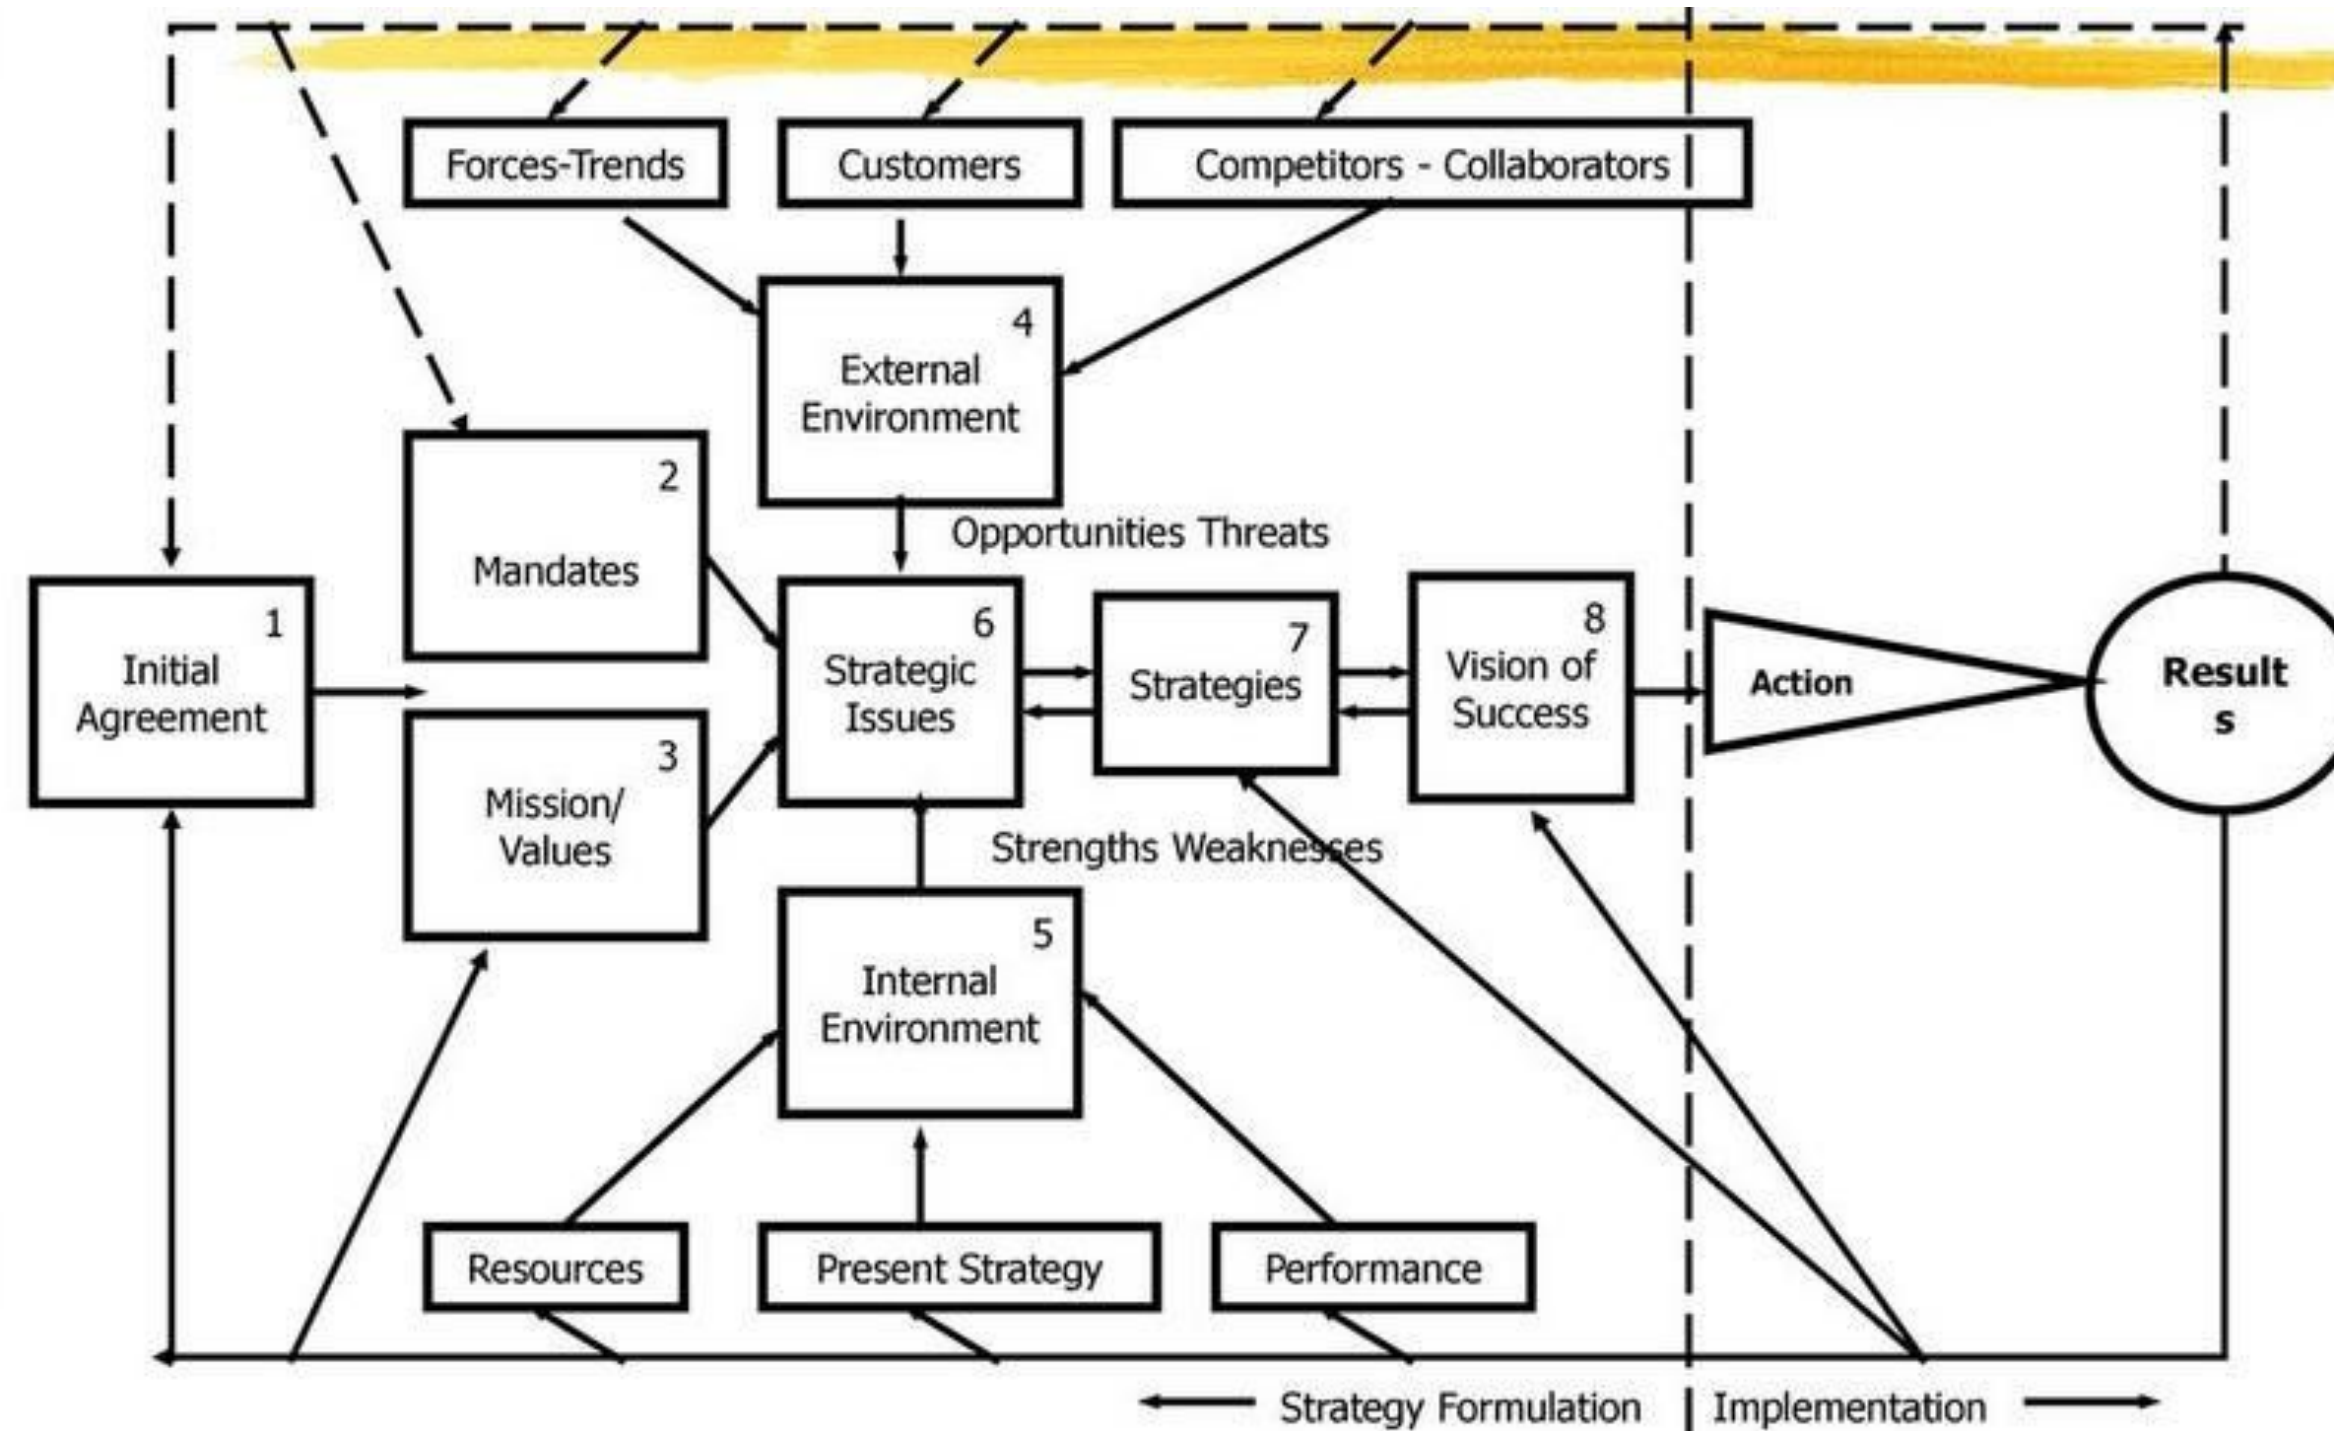 Forces-Trends
Customers
Competitors - Collaborators
4
External
Environment
2
Mandates
Opportunities Threats
1
Initial
Agreement
6
Strategic
Issues
7
Strategies
8
Vision of
Success
Action
Result
s
3
Mission/
Values
Strengths Weaknesses
5
Internal
Environment
Resources
Present Strategy
Performance
Strategy Formulation
Implementation